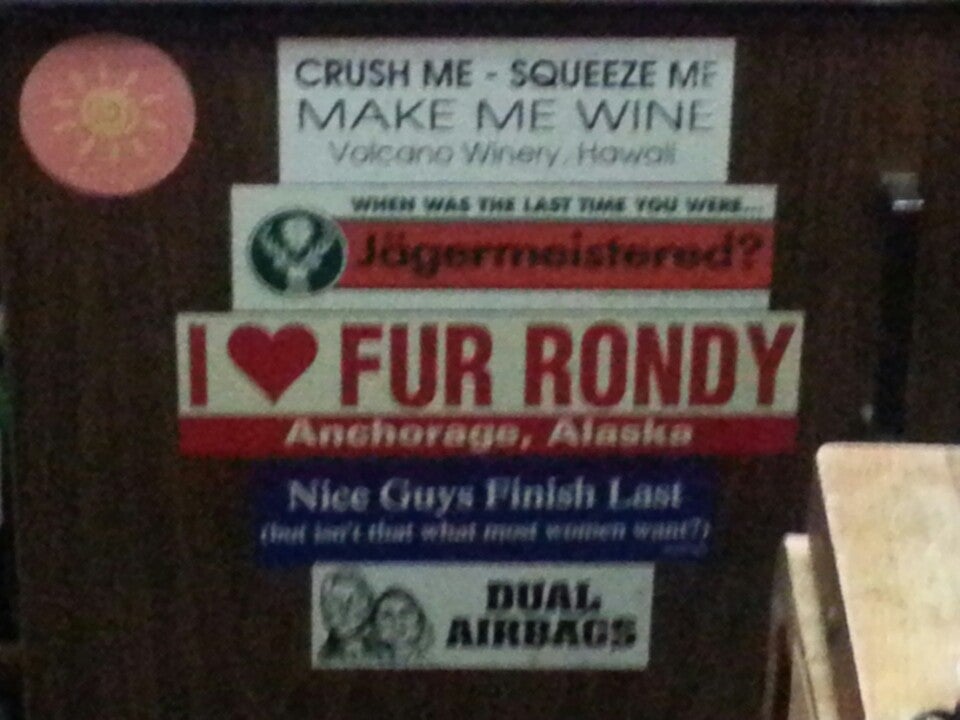 CRUSH ME - SQUEEZE ME
MAKE ME WINE
Volcano Winery, Hawaii
WHEN WAS THE LAST TIME YOU WERE...
Jägermeistered?
I ♥ FUR RONDY
Anchorage, Alaska
Nice Guys Finish Last
(but isn't that what most women want?)
DUAL
AIRBAGS